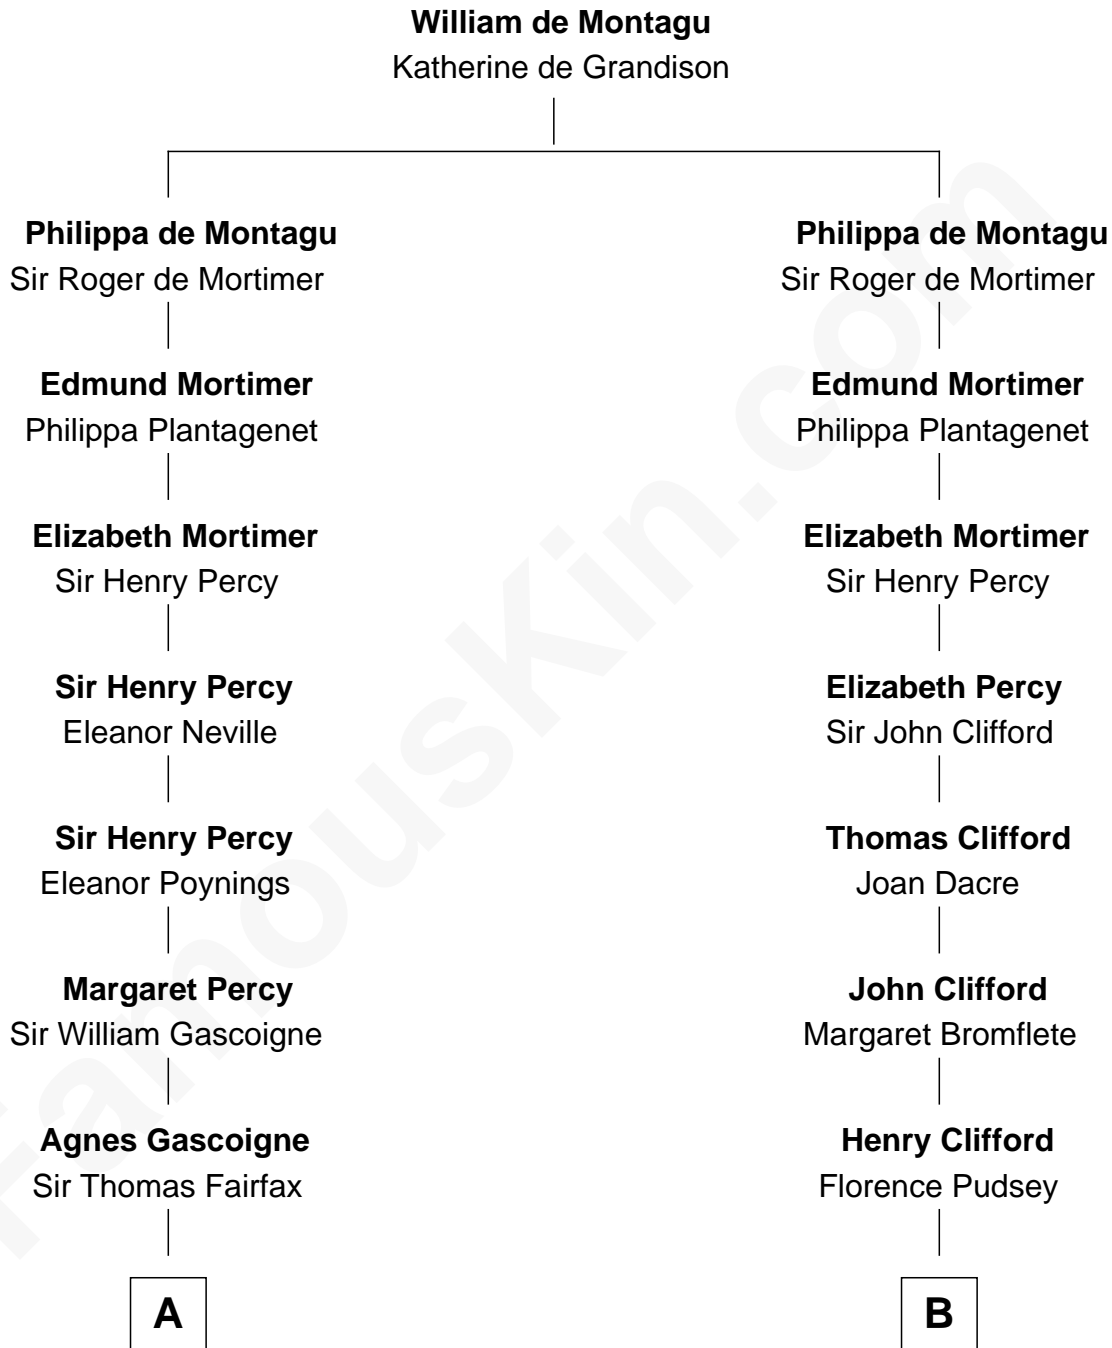 William de Montagu
Katherine de Grandison
Philippa de Montagu
Sir Roger de Mortimer
Philippa de Montagu
Sir Roger de Mortimer
Edmund Mortimer
Philippa Plantagenet
Edmund Mortimer
Philippa Plantagenet
Elizabeth Mortimer
Sir Henry Percy
Elizabeth Mortimer
Sir Henry Percy
Sir Henry Percy
Eleanor Neville
Elizabeth Percy
Sir John Clifford
Sir Henry Percy
Eleanor Poynings
Thomas Clifford
Joan Dacre
Margaret Percy
Sir William Gascoigne
John Clifford
Margaret Bromflete
Agnes Gascoigne
Sir Thomas Fairfax
Henry Clifford
Florence Pudsey
A
B
FamousKin.com